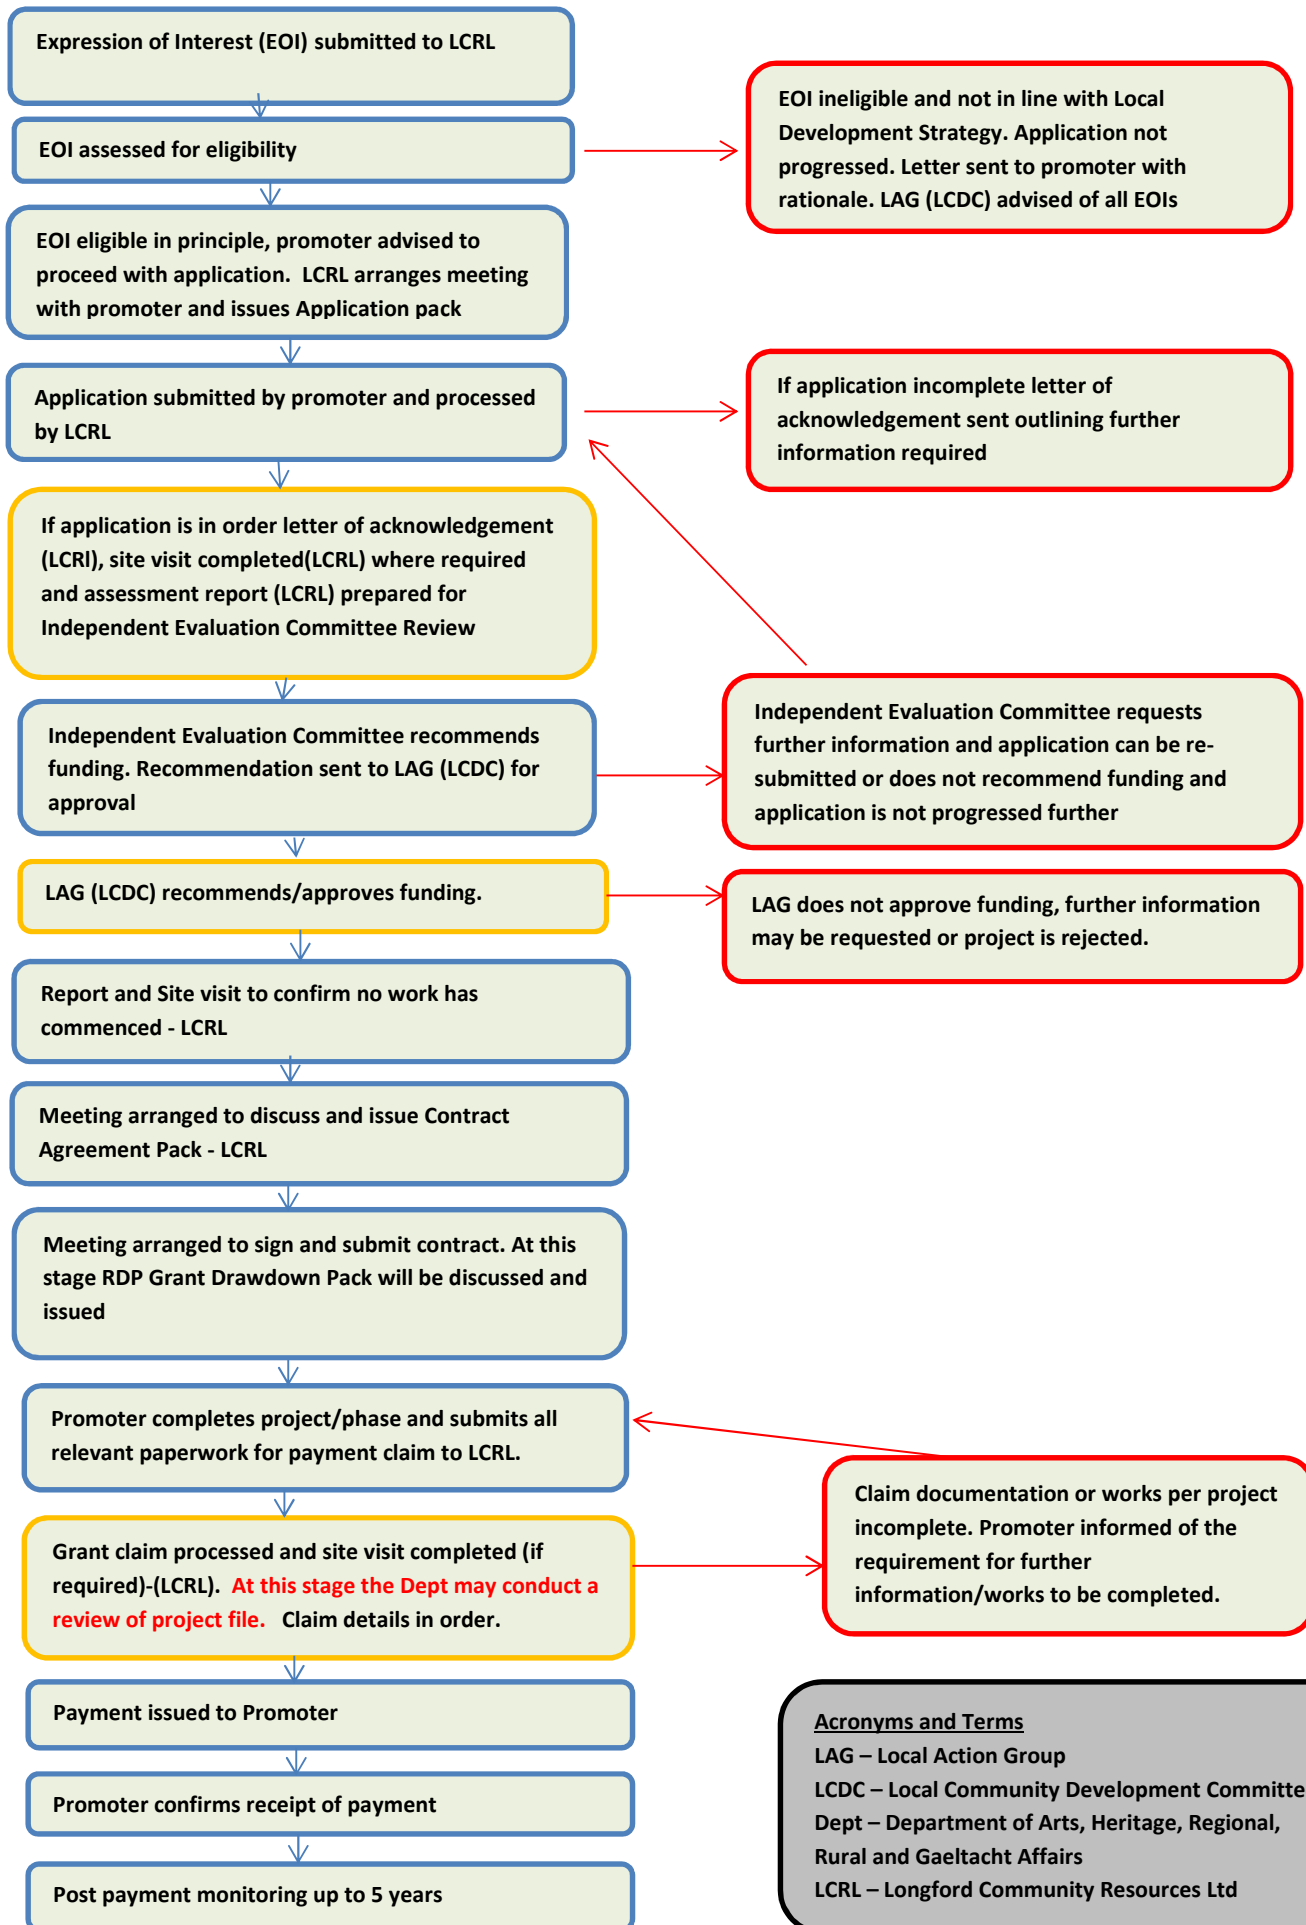 Expression of Interest (EOI) submitted to LCRL
EOI assessed for eligibility
EOI ineligible and not in line with Local
Development Strategy. Application not
progressed. Letter sent to promoter with
rationale. LAG (LCDC) advised of all EOIs
EOI eligible in principle, promoter advised to
proceed with application.  LCRL arranges meeting
with promoter and issues Application pack
Application submitted by promoter and processed
by LCRL
If application incomplete letter of
acknowledgement sent outlining further
information required
If application is in order letter of acknowledgement
(LCRl), site visit completed(LCRL) where required
and assessment report (LCRL) prepared for
Independent Evaluation Committee Review
Independent Evaluation Committee recommends
funding. Recommendation sent to LAG (LCDC) for
approval
Independent Evaluation Committee requests
further information and application can be re-
submitted or does not recommend funding and
application is not progressed further
LAG (LCDC) recommends/approves funding.
LAG does not approve funding, further information
may be requested or project is rejected.
Report and Site visit to confirm no work has
commenced - LCRL
Meeting arranged to discuss and issue Contract
Agreement Pack - LCRL
Meeting arranged to sign and submit contract. At this
stage RDP Grant Drawdown Pack will be discussed and
issued
Promoter completes project/phase and submits all
relevant paperwork for payment claim to LCRL.
Claim documentation or works per project
incomplete. Promoter informed of the
requirement for further
information/works to be completed.
Grant claim processed and site visit completed (if
required)-(LCRL).  At this stage the Dept may conduct a
review of project file.   Claim details in order.
Payment issued to Promoter
Promoter confirms receipt of payment
Post payment monitoring up to 5 years
Acronyms and Terms
LAG – Local Action Group
LCDC – Local Community Development Committe
Dept – Department of Arts, Heritage, Regional,
Rural and Gaeltacht Affairs
LCRL – Longford Community Resources Ltd